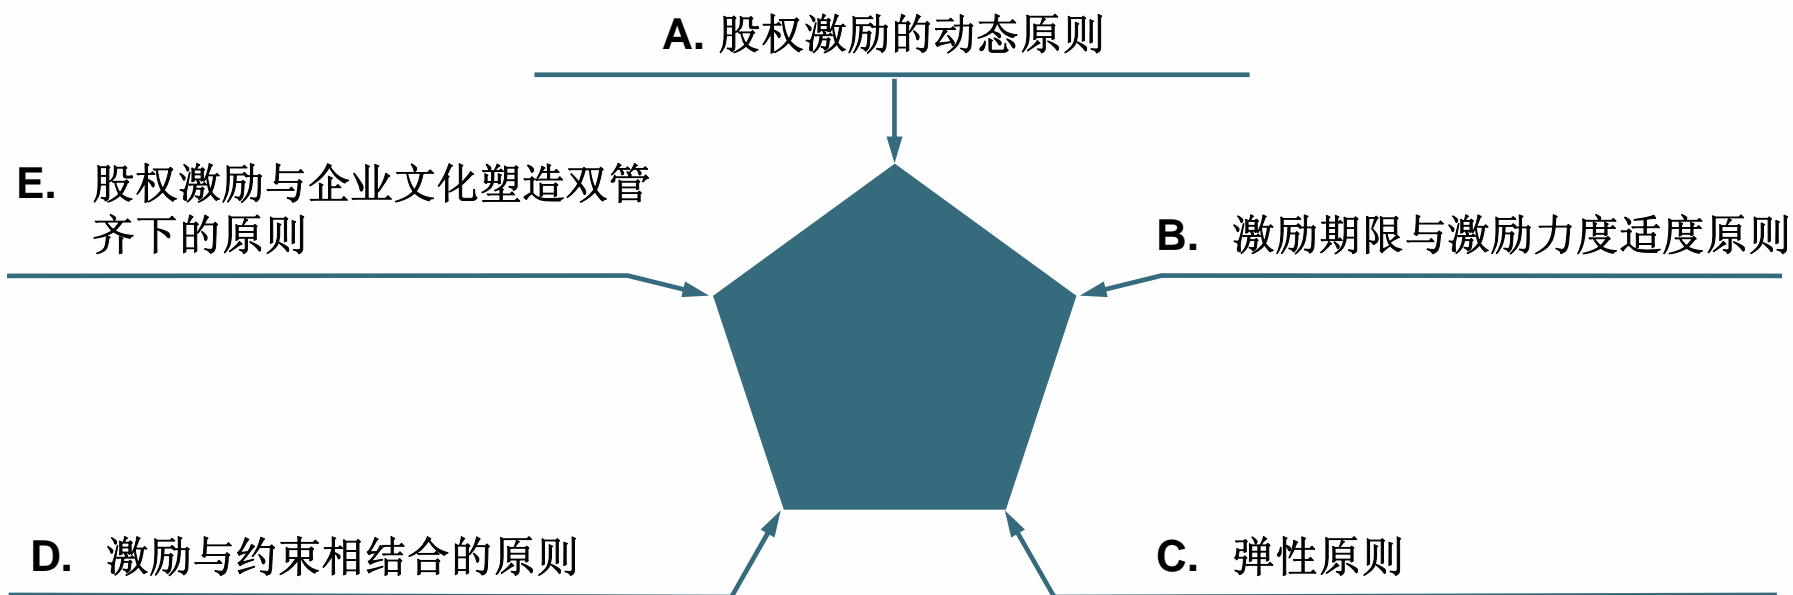 A. 股权激励的动态原则
E. 股权激励与企业文化塑造双管
齐下的原则
B. 激励期限与激励力度适度原则
D. 激励与约束相结合的原则
C. 弹性原则